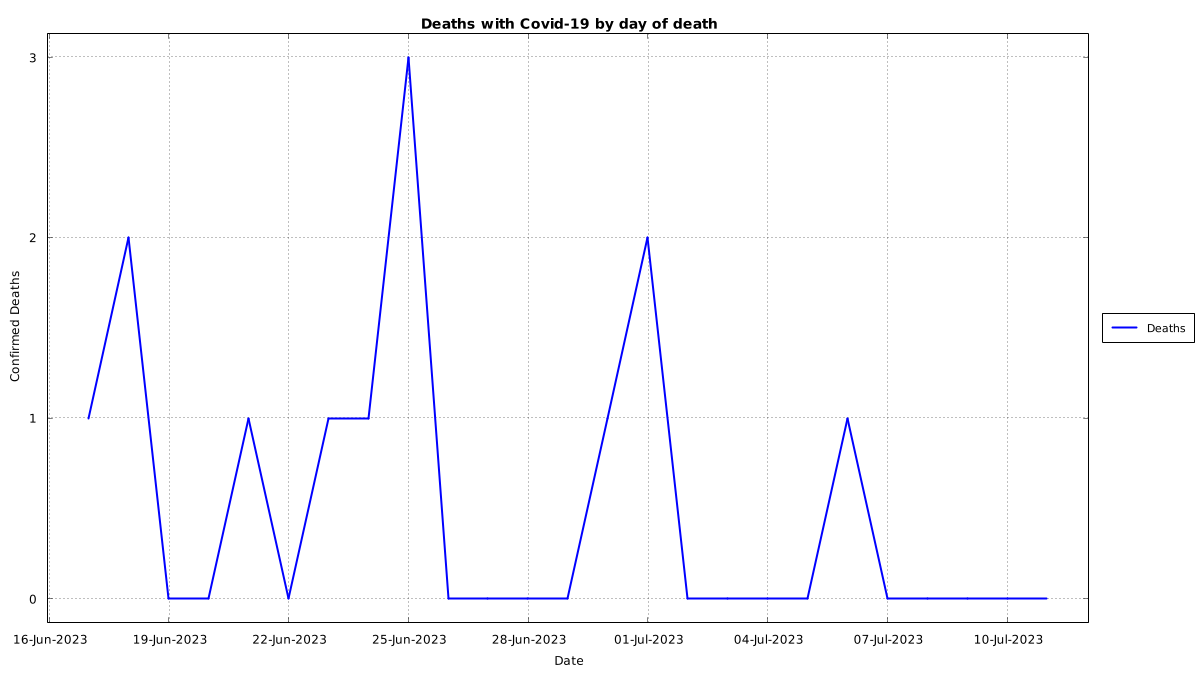 Deaths with Covid-19 by day of death
3
2
1
0
Confirmed Deaths
Deaths
16-Jun-2023 19-Jun-2023 22-Jun-2023 25-Jun-2023 28-Jun-2023 01-Jul-2023 04-Jul-2023 07-Jul-2023 10-Jul-2023
Date